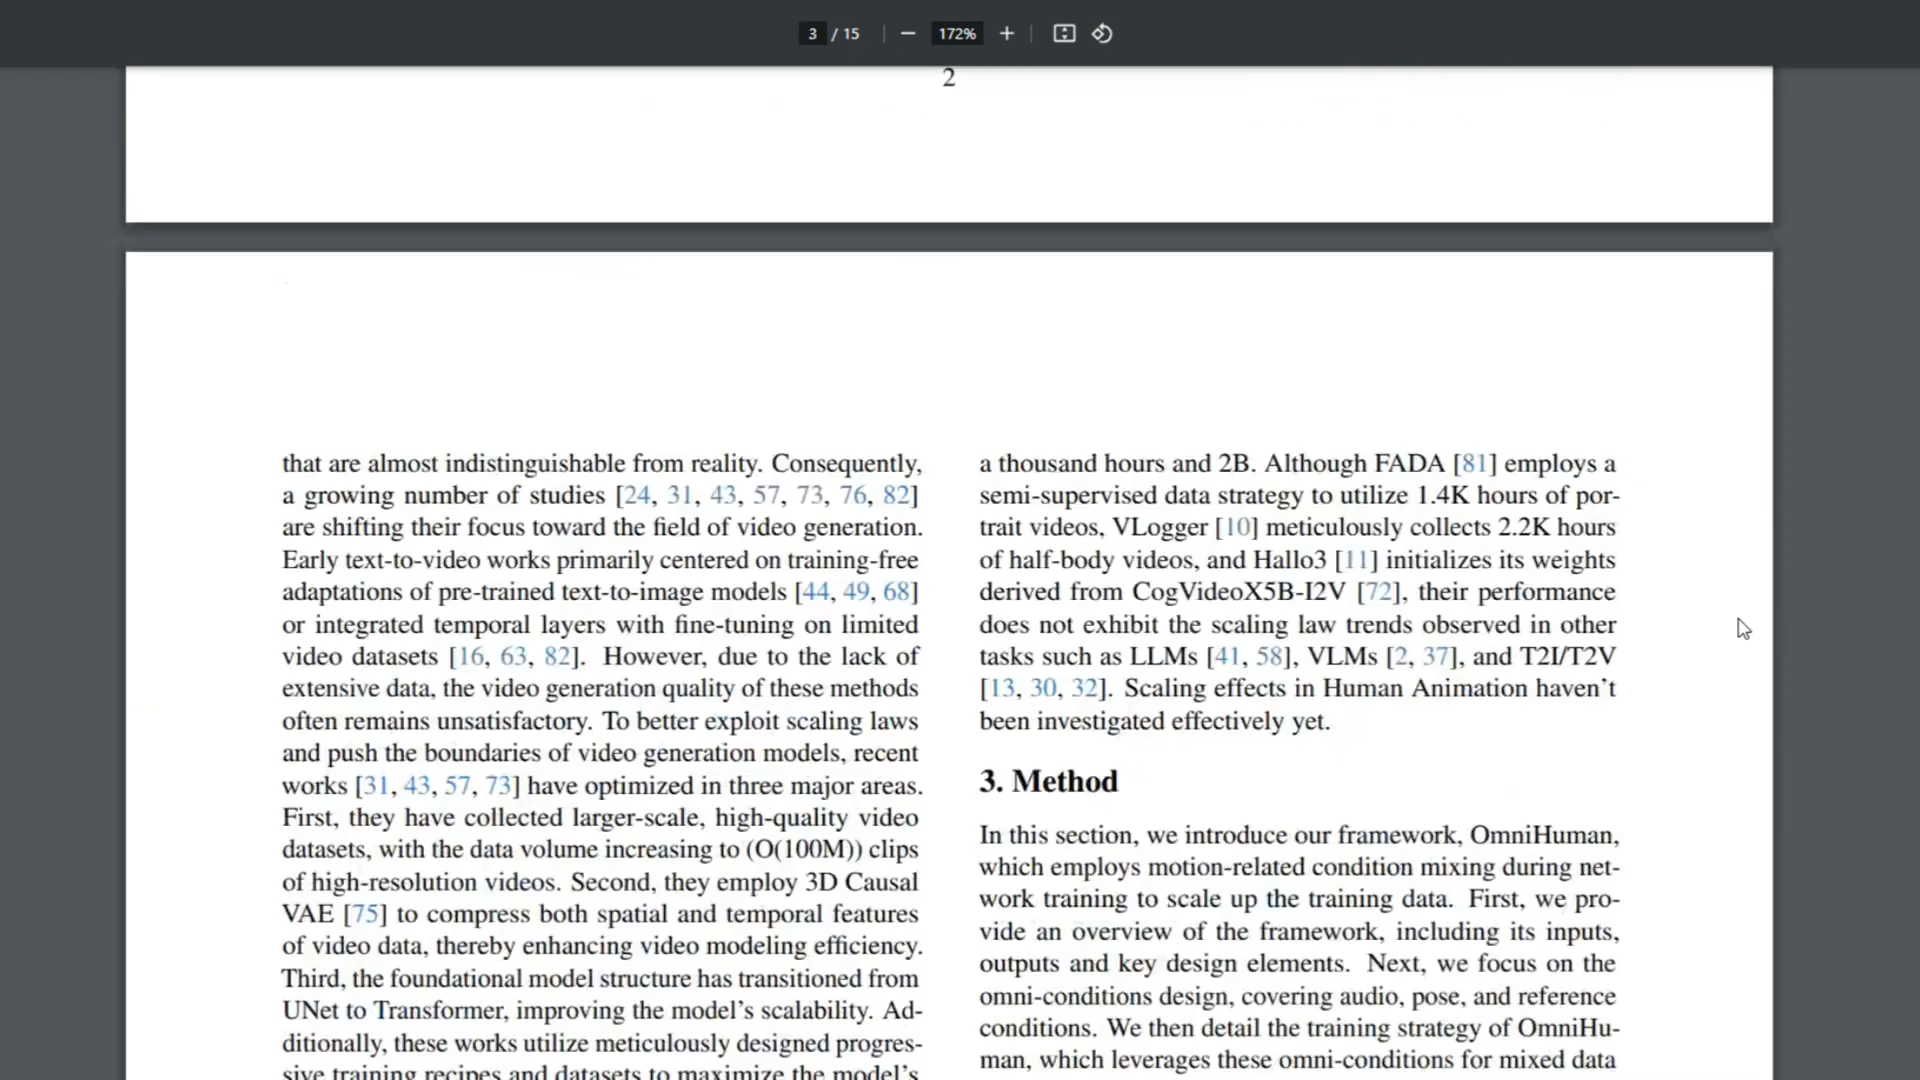 3 / 15 172%
2
that are almost indistinguishable from reality. Consequently,
a growing number of studies [24, 31, 43, 57, 73, 76, 82]
are shifting their focus toward the field of video generation.
Early text-to-video works primarily centered on training-free
adaptations of pre-trained text-to-image models [44, 49, 68]
or integrated temporal layers with fine-tuning on limited
video datasets [16, 63, 82]. However, due to the lack of
extensive data, the video generation quality of these methods
often remains unsatisfactory. To better exploit scaling laws
and push the boundaries of video generation models, recent
works [31, 43, 57, 73] have optimized in three major areas.
First, they have collected larger-scale, high-quality video
datasets, with the data volume increasing to (O(100M)) clips
of high-resolution videos. Second, they employ 3D Causal
VAE [75] to compress both spatial and temporal features
of video data, thereby enhancing video modeling efficiency.
Third, the foundational model structure has transitioned from
UNet to Transformer, improving the model's scalability. Ad-
ditionally, these works utilize meticulously designed progres-
sive training recipes and datasets to maximize the model's
a thousand hours and 2B. Although FADA [81] employs a
semi-supervised data strategy to utilize 1.4K hours of por-
trait videos, VLogger [10] meticulously collects 2.2K hours
of half-body videos, and Hallo3 [11] initializes its weights
derived from CogVideoX5B-I2V [72], their performance
does not exhibit the scaling law trends observed in other
tasks such as LLMs [41, 58], VLMs [2, 37], and T2I/T2V
[13, 30, 32]. Scaling effects in Human Animation haven't
been investigated effectively yet.
3. Method
In this section, we introduce our framework, OmniHuman,
which employs motion-related condition mixing during net-
work training to scale up the training data. First, we pro-
vide an overview of the framework, including its inputs,
outputs and key design elements. Next, we focus on the
omni-conditions design, covering audio, pose, and reference
conditions. We then detail the training strategy of OmniHu-
man, which leverages these omni-conditions for mixed data